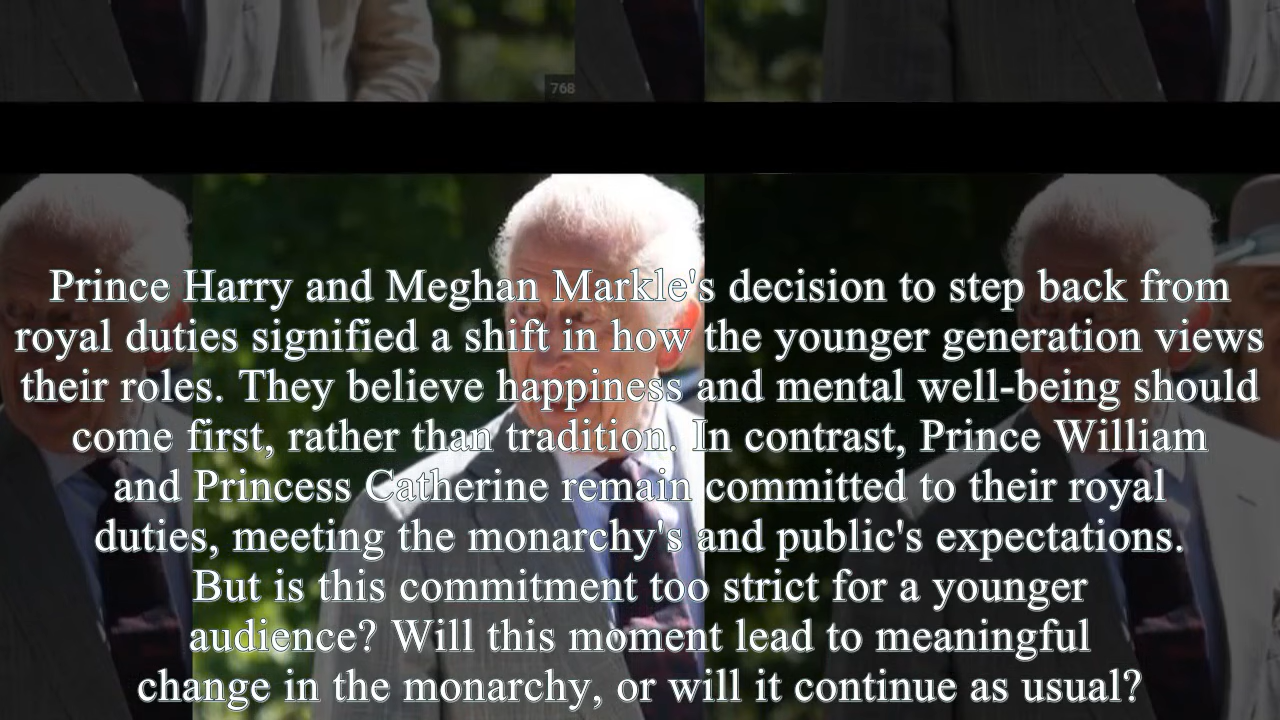 768
Prince Harry and Meghan Markle's decision to step back from
royal duties signified a shift in how the younger generation views
their roles. They believe happiness and mental well-being should
come first, rather than tradition. In contrast, Prince William
and Princess Catherine remain committed to their royal
duties, meeting the monarchy's and public's expectations.
But is this commitment too strict for a younger
audience? Will this moment lead to meaningful
change in the monarchy, or will it continue as usual?